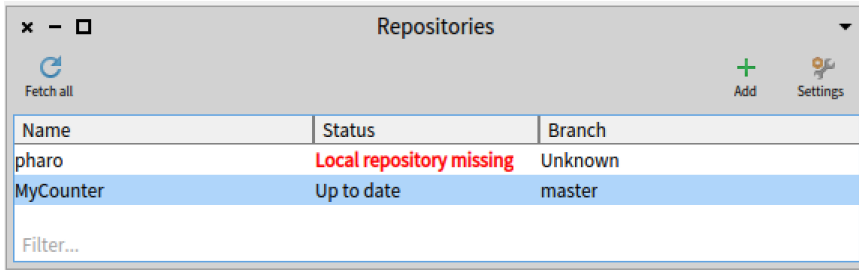 Repositories
Fetch all Add Settings
Name Status Branch
pharo Local repository missing Unknown
MyCounter Up to date master
Filter...